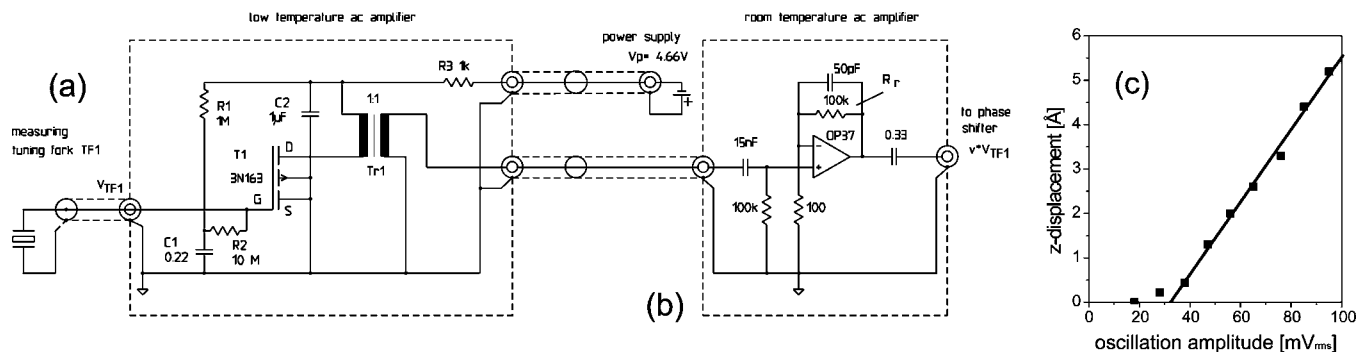 low temperature ac amplifier
room temperature ac amplifier
(a)
power supply
Vp= 4.66V
R3 1k
R1
1M
C2
1µF
1:1
Tr1
measuring
tuning fork TF1
T1
3N163
D
G
S
VTF1
C1
0.22
R2
10 M
50pF
Rr
100k
OP37
0.33
15nF
100k
100
to phase
shifter
v*VTF1
(b)
(c)
z-displacement [Å]
6
5
4
3
2
1
0
0 20 40 60 80 100
oscillation amplitude [mVrms]